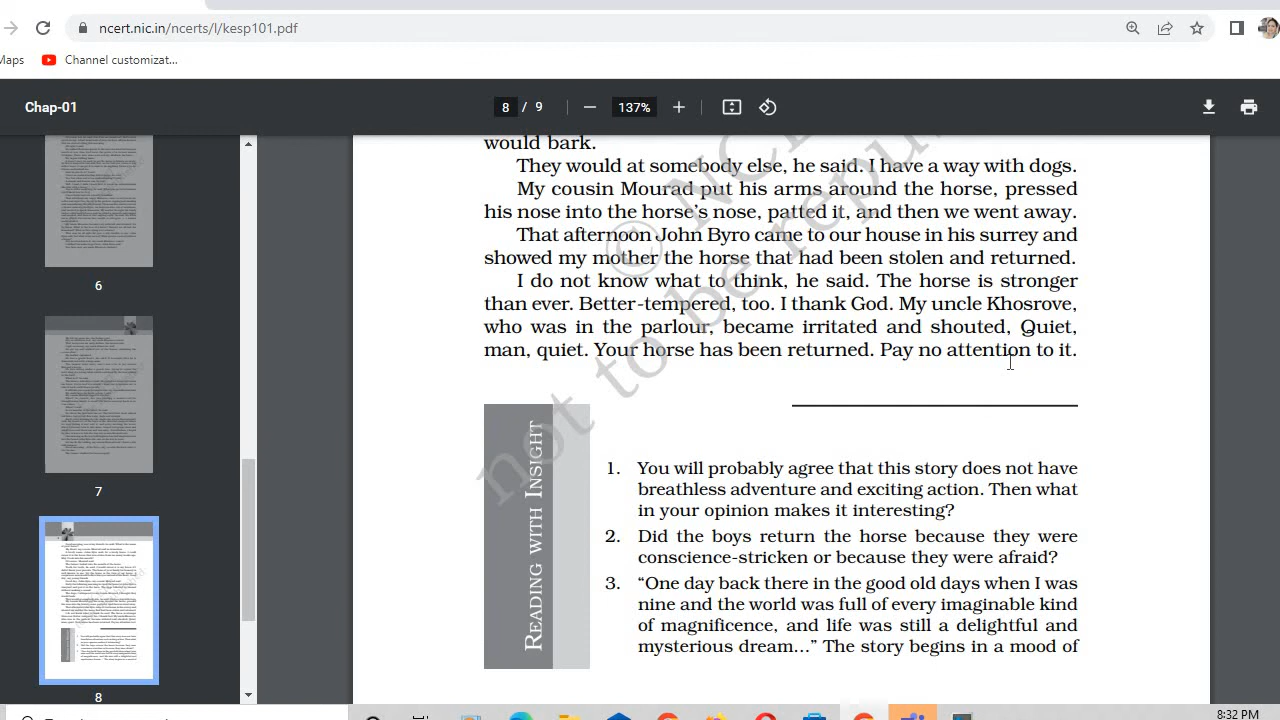 ncert.nic.in/ncerts/l/kesp101.pdf
Maps
Channel customizat...
Chap-01
8 / 9
137%
6
7
8
would bark.
They would at somebody else, he said. I have a way with dogs.
My cousin Mourad put his arms around the horse, pressed
his nose into the horse's nose, patted it, and then we went away.
That afternoon John Byro came to our house in his surrey and
showed my mother the horse that had been stolen and returned.
I do not know what to think, he said. The horse is stronger
than ever. Better-tempered, too. I thank God. My uncle Khosrove,
who was in the parlour, became irritated and shouted, Quiet,
man, quiet. Your horse has been returned. Pay no attention to it.
READING WITH INSIGHT
1. You will probably agree that this story does not have
breathless adventure and exciting action. Then what
in your opinion makes it interesting?
2. Did the boys return the horse because they were
conscience-stricken or because they were afraid?
3. “One day back there in the good old days when I was
nine and the world was full of every imaginable kind
of magnificence, and life was still a delightful and
mysterious dream...” The story begins in a mood of
not to be
8:32 PM